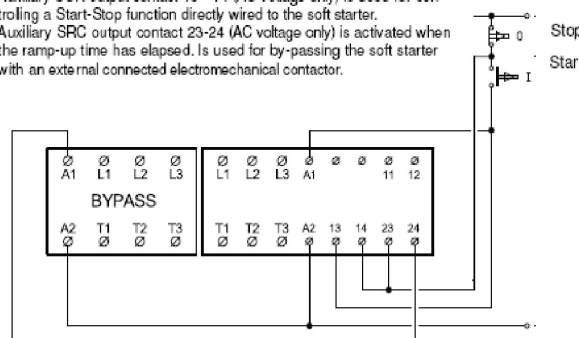 troling a Start-Stop function directly wired to the soft starter.
Auxiliary SRC output contact 23-24 (AC voltage only) is activated when
the ramp-up time has elapsed. Is used for by-passing the soft starter
with an external connected electromechanical contactor.
0 Stop
I Star
A1 L1 L2 L3
BYPASS
A2 T1 T2 T3
L1 L2 L3 A1 11 12
T1 T2 T3 A2 13 14 23 24